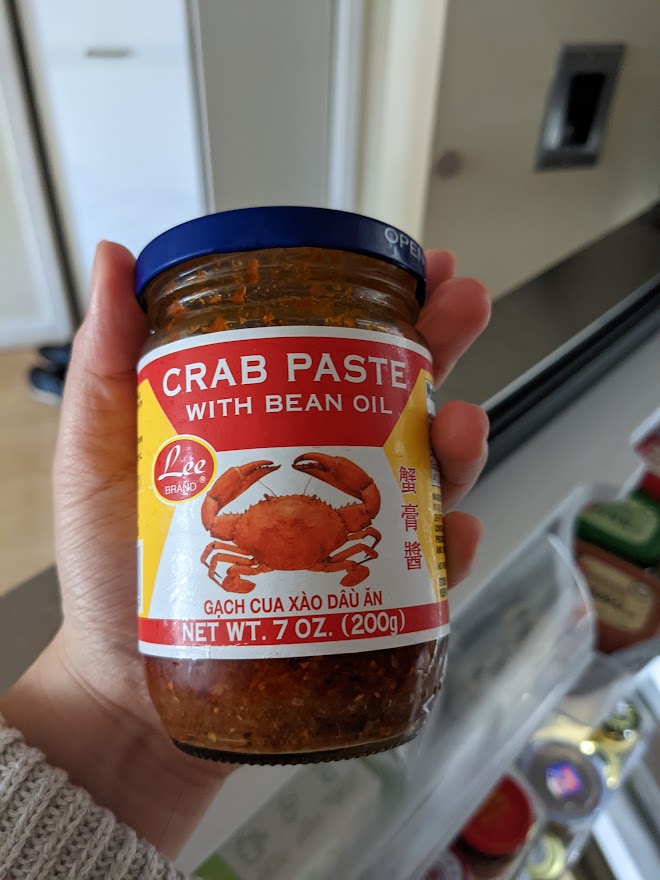 OPEN
CRAB PASTE
WITH BEAN OIL
Lee
BRAND®
蟹膏醬
GẠCH CUA XÀO DÂÙ ĂN
NET WT. 7 OZ. (200g)